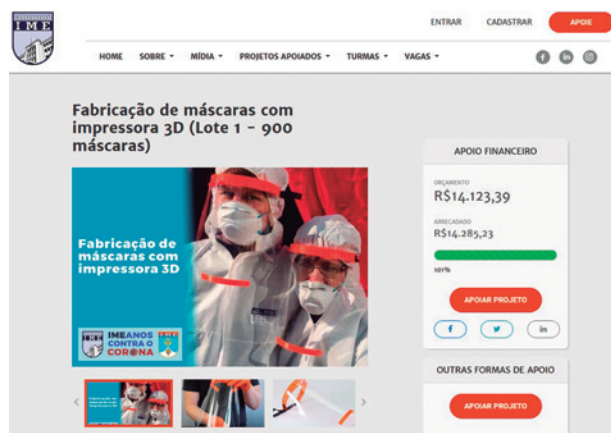 IME
ENTRAR CADASTRAR APOIE
HOME SOBRE MÍDIA PROJETOS APOIADOS TURMAS VAGAS
Fabricação de máscaras com
impressora 3D (Lote 1 - 900
máscaras)
Fabricação de
máscaras com
impressora 3D
IMEANOS
CONTRA O
CORONA
IME
APOIO FINANCEIRO
ORÇAMENTO
R$14.123,39
ARRECADADO
R$14.285,23
101%
APOIAR PROJETO
OUTRAS FORMAS DE APOIO
APOIAR PROJETO